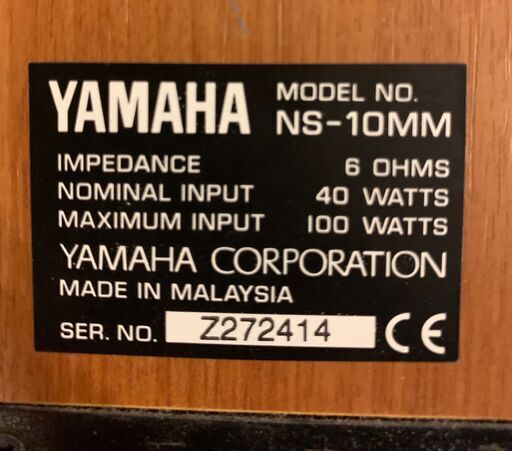 YAMAHA MODEL NO. NS-10MM
IMPEDANCE 6 OHMS
NOMINAL INPUT 40 WATTS
MAXIMUM INPUT 100 WATTS
YAMAHA CORPORATION
MADE IN MALAYSIA
SER. NO. Z272414 CE